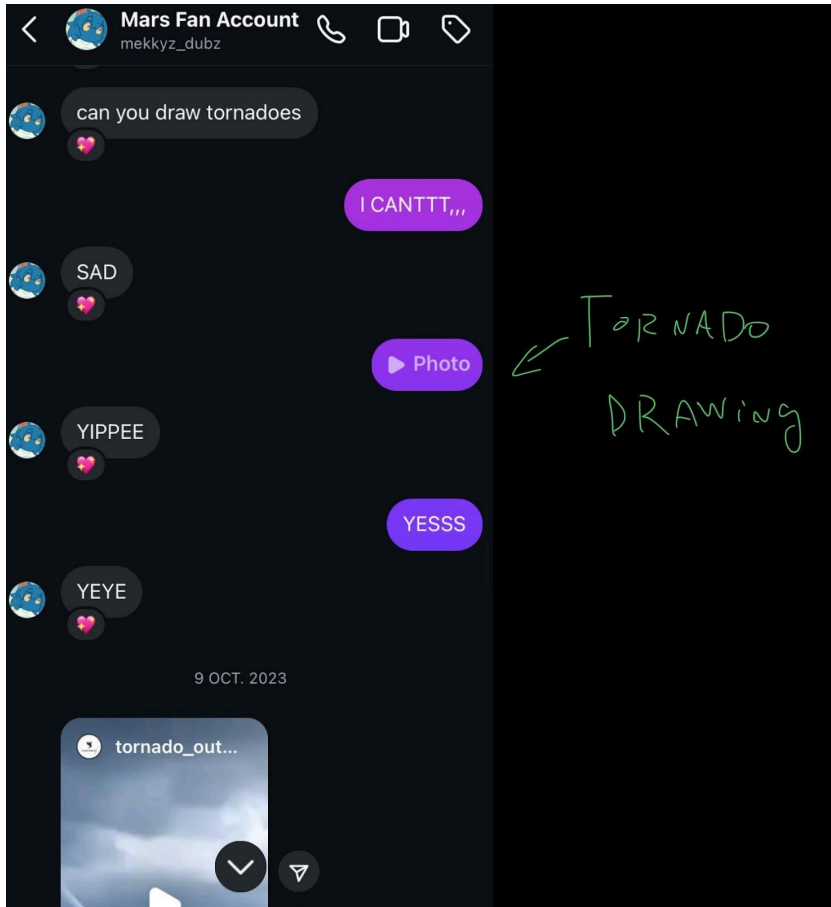 Mars Fan Account
mekkyz_dubz
can you draw tornadoes
I CANTTT,,,
SAD
Photo
TORNADO
DRAWiNg
YIPPEE
YESSS
YEYE
9 OCT. 2023
tornado_out...